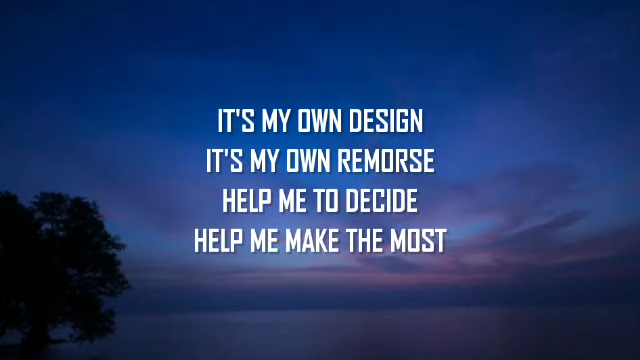 IT'S MY OWN DESIGN
IT'S MY OWN REMORSE
HELP ME TO DECIDE
HELP ME MAKE THE MOST